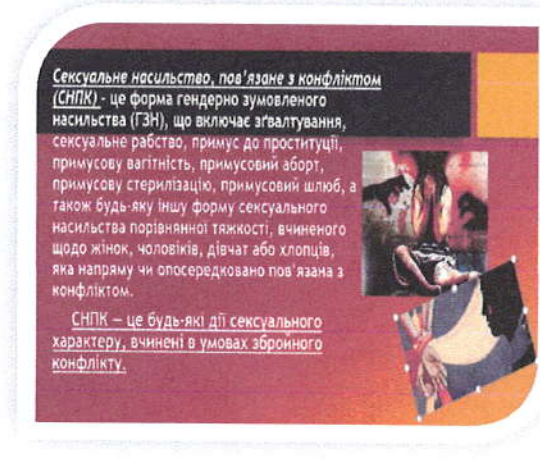 Сексуальне насильство, пов'язане з конфліктом
(СНПК) - це форма гендерно зумовленого
насильства (ГЗН), що включає зґвалтування,
сексуальне рабство, примус до проституції,
примусову вагітність, примусовий аборт,
примусову стерилізацію, примусовий шлюб, а
також будь-яку іншу форму сексуального
насильства порівнянної тяжкості, вчиненого
щодо жінок, чоловіків, дівчат або хлопців,
яка напряму чи опосередковано пов'язана з
конфліктом.
СНПК – це будь-які дії сексуального
характеру, вчинені в умовах збройного
конфлікту.